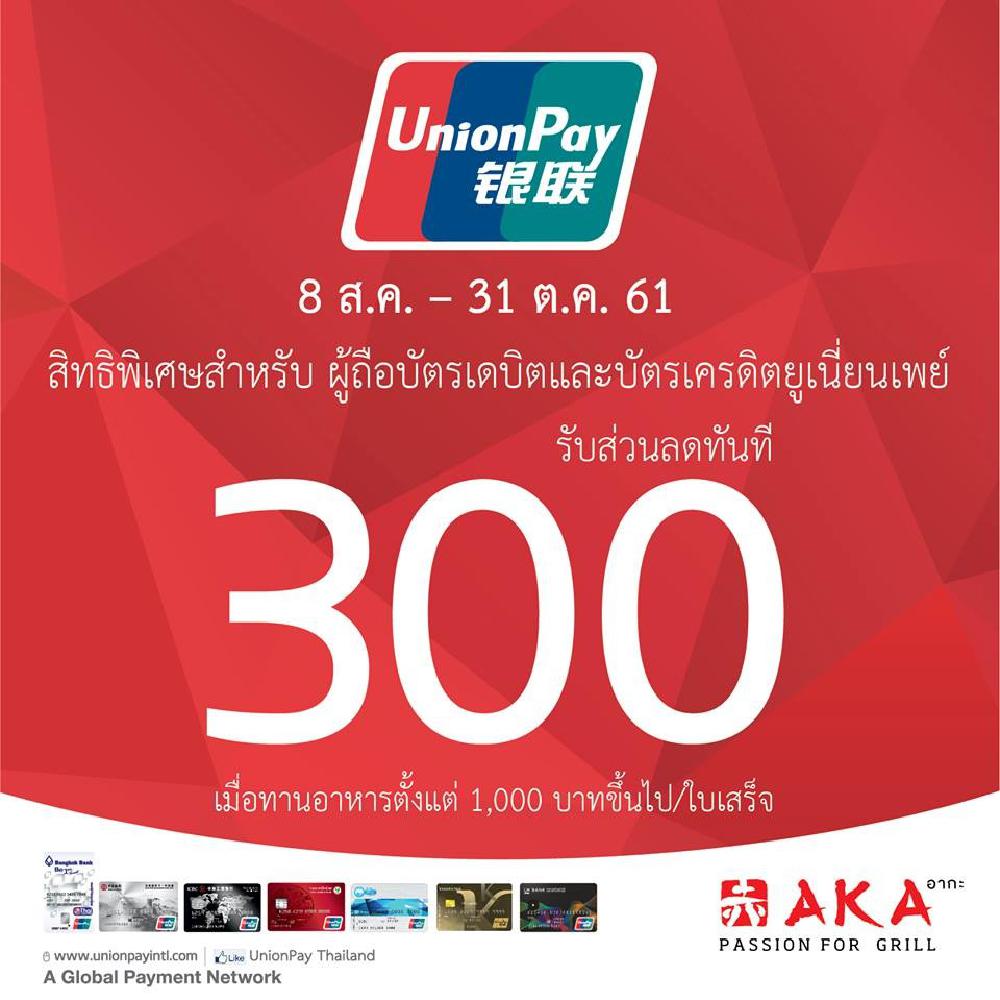 UnionPay
银联
8 ส.ค. – 31 ต.ค. 61
สิทธิพิเศษสำหรับ ผู้ถือบัตรเดบิตและบัตรเครดิตยูเนี่ยนเพย์
รับส่วนลดทันที
300
เมื่อทานอาหารตั้งแต่ 1,000 บาทขึ้นไป/ใบเสร็จ
Bangkok Bank
AKA อากะ
PASSION FOR GRILL
www.unionpayintl.com | Like UnionPay Thailand
A Global Payment Network